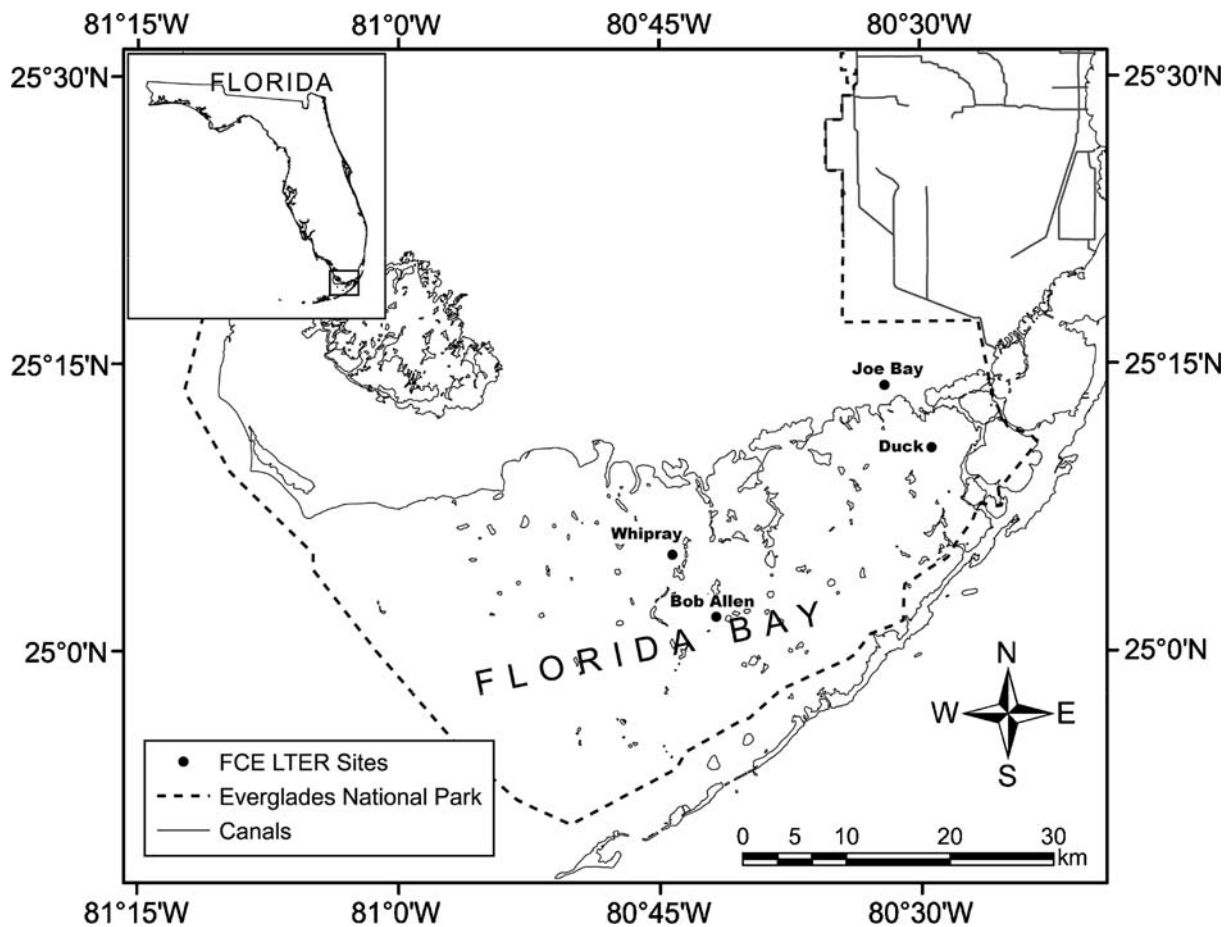 81°15'W 81°0'W 80°45'W 80°30'W
25°30'N 25°30'N
FLORIDA
25°15'N 25°15'N
Joe Bay
Duck
Whipray
Bob Allen
FLORIDA BAY
25°0'N 25°0'N
N
W E
S
FCE LTER Sites
Everglades National Park
Canals
0 5 10 20 30
km
81°15'W 81°0'W 80°45'W 80°30'W